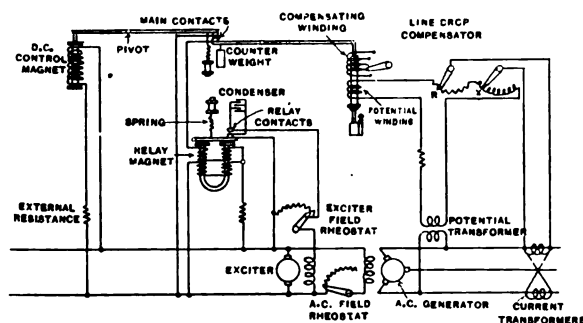 MAIN CONTACTS
COMPENSATING
WINDING
LINE DROP
COMPENSATOR
D.C.
CONTROL
MAGNET
PIVOT
COUNTER
WEIGHT
CONDENSER
RELAY
CONTACTS
SPRING
RELAY
MAGNET
POTENTIAL
WINDING
R
X
EXTERNAL
RESISTANCE
EXCITER
FIELD
RHEOSTAT
POTENTIAL
TRANSFORMER
EXCITER
A.C. FIELD
RHEOSTAT
A.C. GENERATOR
CURRENT
TRANSFORMERS